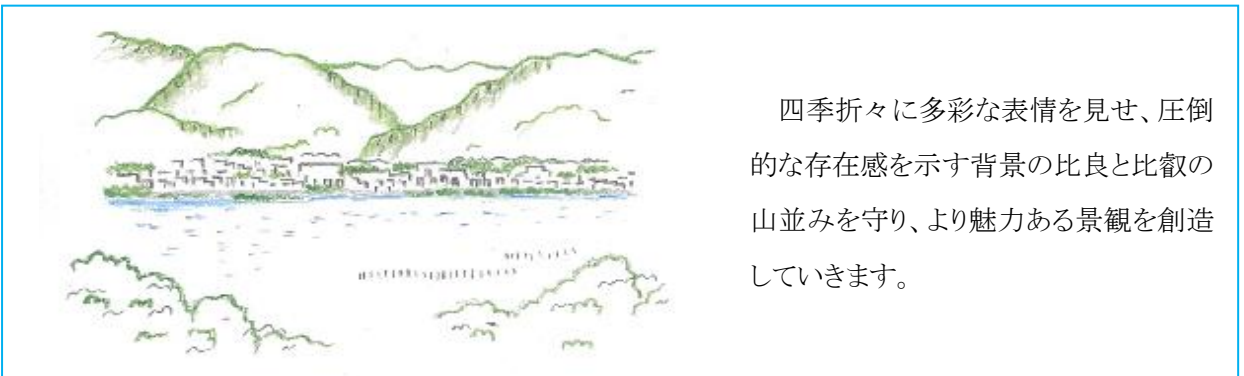 四季折々に多彩な表情を見せ、圧倒
的な存在感を示す背景の比良と比叡の
山並みを守り、より魅力ある景観を創造
していきます。